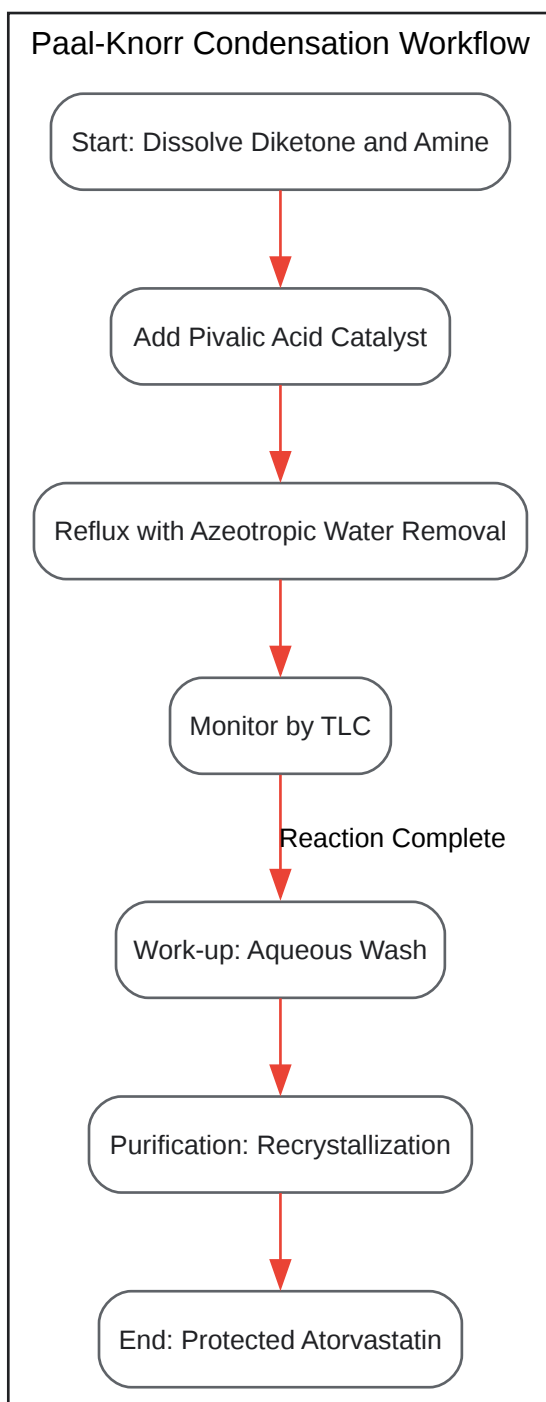 Paal-Knorr Condensation Workflow
Start: Dissolve Diketone and Amine
Add Pivalic Acid Catalyst
Reflux with Azeotropic Water Removal
Monitor by TLC
Reaction Complete
Work-up: Aqueous Wash
Purification: Recrystallization
End: Protected Atorvastatin